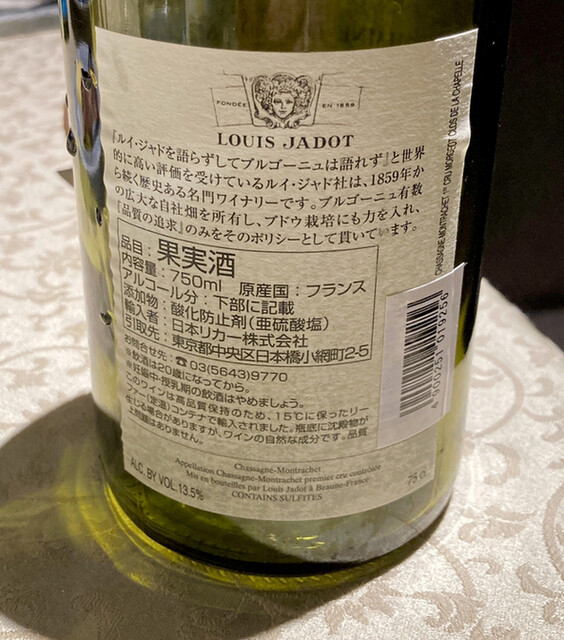 FONDÉE EN 1859
LOUIS JADOT
『ルイ・ジャドを語らずしてブルゴーニュは語れず』と世界
的に高い評価を受けているルイ・ジャド社は、1859年か
ら続く歴史ある名門ワイナリーです。ブルゴーニュ有数
の広大な自社畑を所有し、ブドウ栽培にも力を入れ、
『品質の追求』のみをそのポリシーとして貫いています。
品目：果実酒
内容量：750ml 原産国：フランス
アルコール分：下部に記載
添加物：酸化防止剤（亜硫酸塩）
輸入者：日本リカー株式会社
引取先：東京都中央区日本橋小網町2-5
お問合せ先：☎03(5643)9770
※飲酒は20歳になってから。
※妊娠中・授乳期の飲酒はやめましょう。
このワインは高品質保持のため、15℃に保ったリー
ファー(定温)コンテナで輸入されました。瓶底に沈殿物が
生じる場合がありますが、ワインの自然な成分です。品質
上問題はありません。
Chassagne-Montrachet
Appellation Chassagne-Montrachet premier cru contrôlée
Mis en bouteilles par Louis Jadot à Beaune-France
CONTAINS SULFITES
ALC. BY VOL. 13.5%
75 cl
CHASSAGNE-MONTRACHET 1ER CRU MORGEOT CLOS DE LA CHAPELLE
4 900251 019256